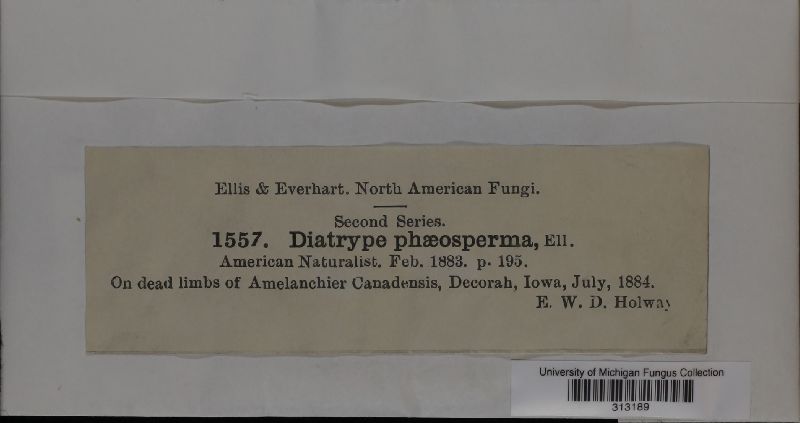 Ellis & Everhart. North American Fungi.
Second Series.
1557. Diatrype phæosperma, Ell.
American Naturalist. Feb. 1883. p. 195.
On dead limbs of Amelanchier Canadensis, Decorah, Iowa, July, 1884.
E. W. D. Holway
University of Michigan Fungus Collection
313189